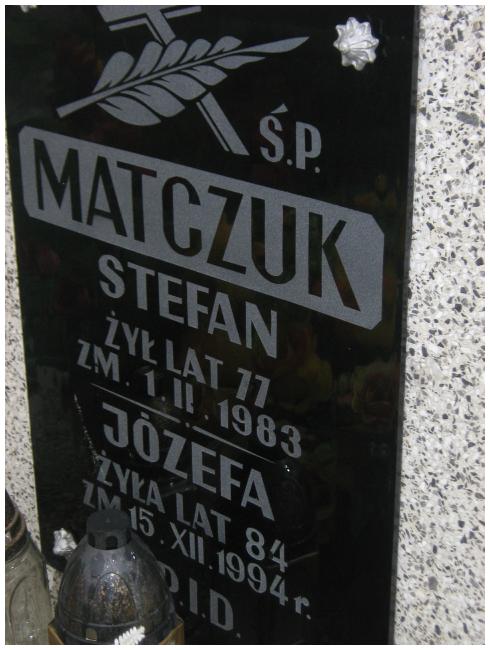 Ś.P.
MATCZUK
STEFAN
ŻYŁ LAT 77
ZM. 1. II. 1983
JÓZEFA
ŻYŁA LAT 84
ZM 15. XII. 1994 r.
P.I.D.